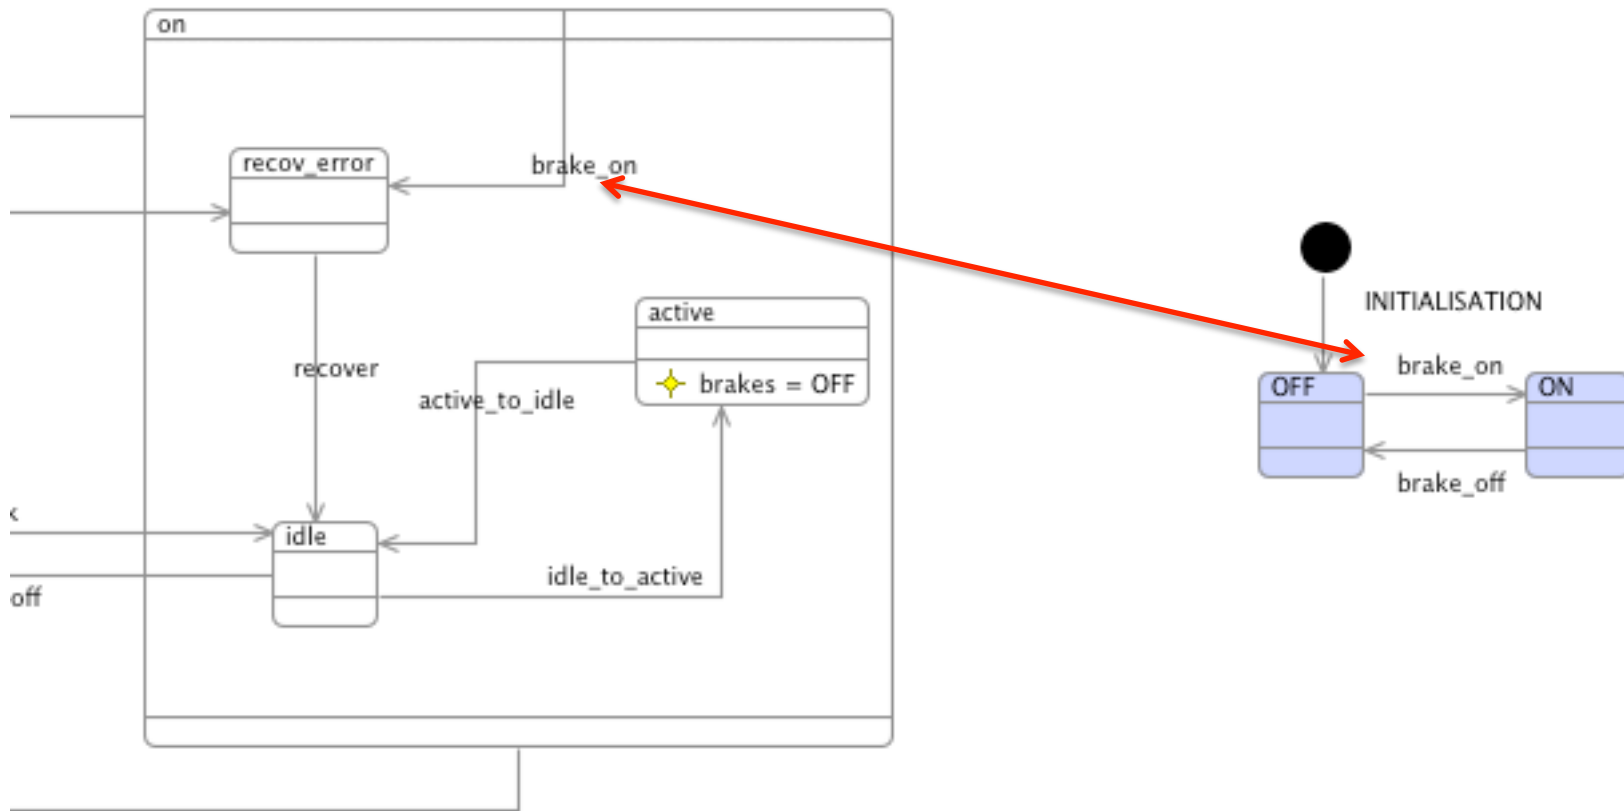 on
recov_error
brake_on
INITIALISATION
active
recover
brakes = OFF
active_to_idle
brake_on
OFF
ON
brake_off
idle
idle_to_active
off